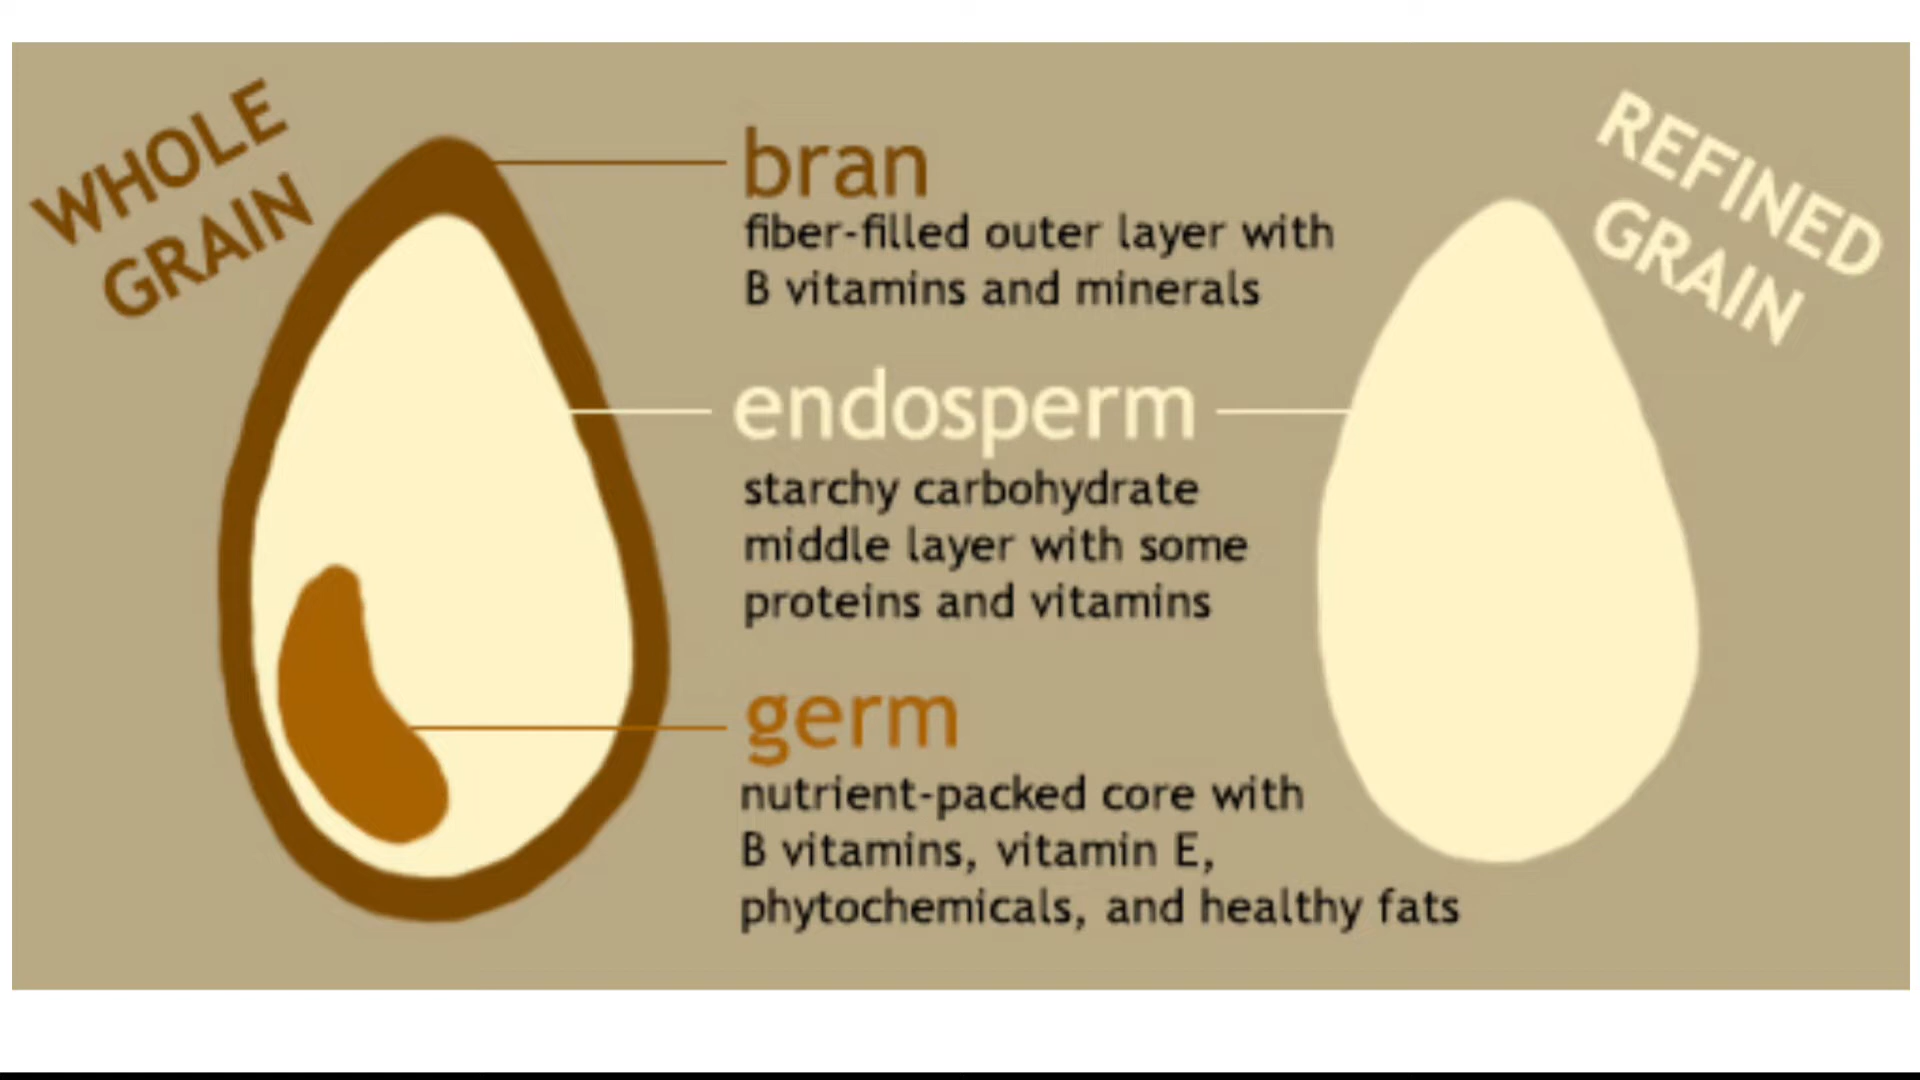 WHOLE
GRAIN
bran
fiber-filled outer layer with
B vitamins and minerals
endosperm
starchy carbohydrate
middle layer with some
proteins and vitamins
germ
nutrient-packed core with
B vitamins, vitamin E,
phytochemicals, and healthy fats
REFINED
GRAIN